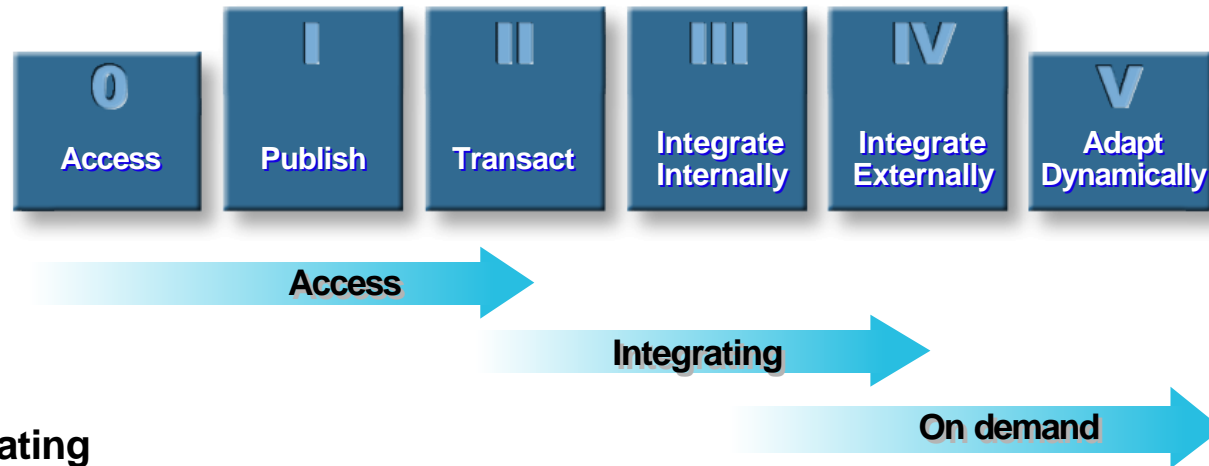 0
I
II
III
IV
V
Access
Publish
Transact
Integrate
Internally
Integrate
Externally
Adapt
Dynamically
Access
Integrating
On demand
ating